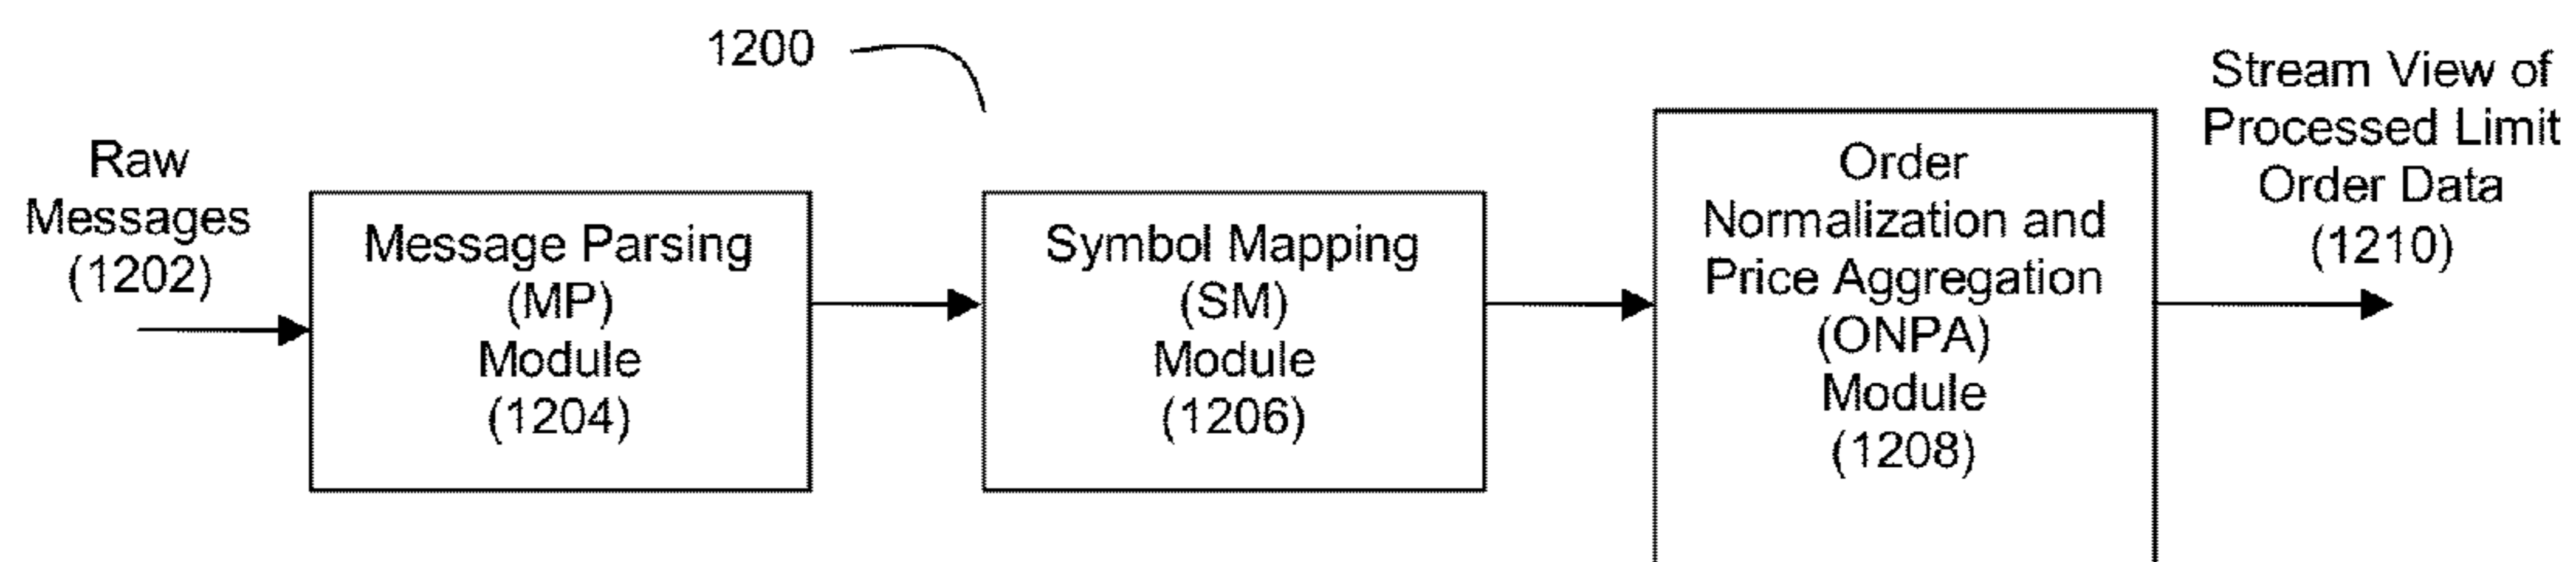 1200
Raw
Messages
(1202)
Message Parsing
(MP)
Module
(1204)
Symbol Mapping
(SM)
Module
(1206)
Order
Normalization and
Price Aggregation
(ONPA)
Module
(1208)
Stream View of
Processed Limit
Order Data
(1210)